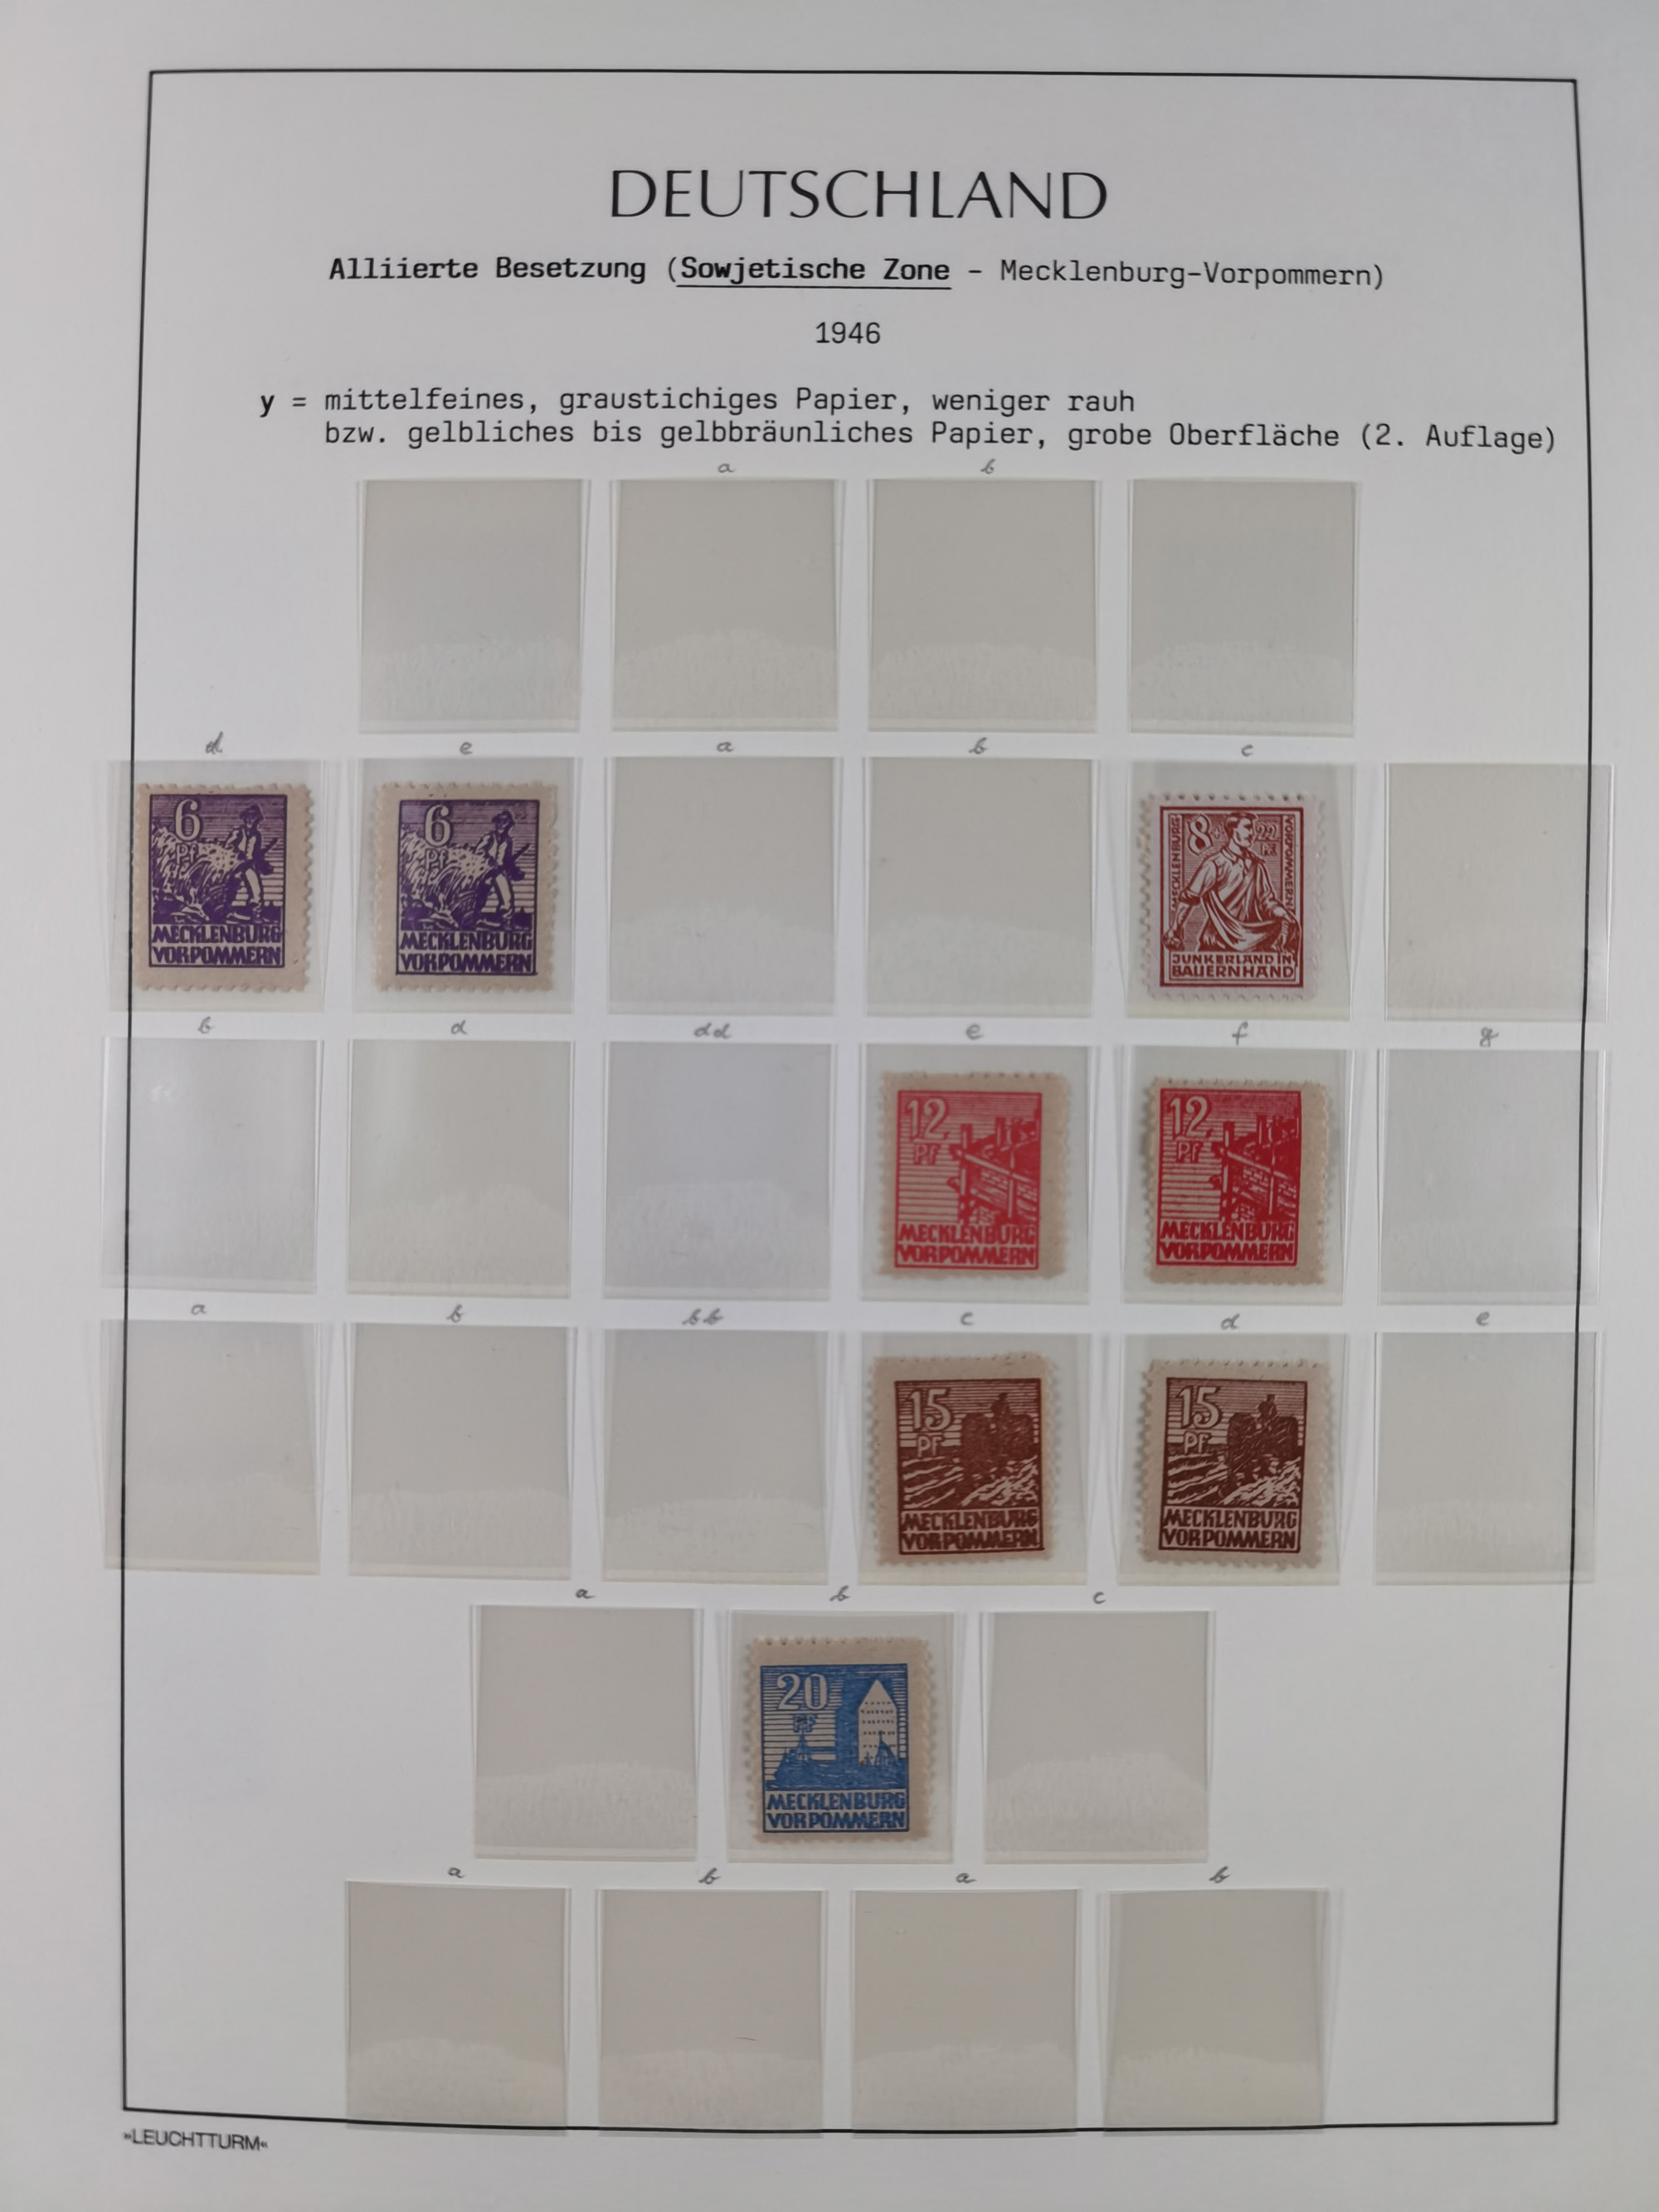 DEUTSCHLAND
Alliierte Besetzung (Sowjetische Zone - Mecklenburg-Vorpommern)
1946
y = mittelfeines, graustichiges Papier, weniger rauh
bzw. gelbliches bis gelbbräunliches Papier, grobe Oberfläche (2. Auflage)
a b
d e a b c
6 Pf MECKLENBURG VORPOMMERN
6 Pf MECKLENBURG VORPOMMERN
MECKLENBURG 8+22 Pf VORPOMMERN JUNKERLAND IN BAUERNHAND
b d dd e f g
12 PF MECKLENBURG VORPOMMERN
12 PF MECKLENBURG VORPOMMERN
a b bb c d e
15 PF MECKLENBURG VORPOMMERN
15 PF MECKLENBURG VORPOMMERN
a b c
20 PF MECKLENBURG VORPOMMERN
a b a b
»LEUCHTTURM«